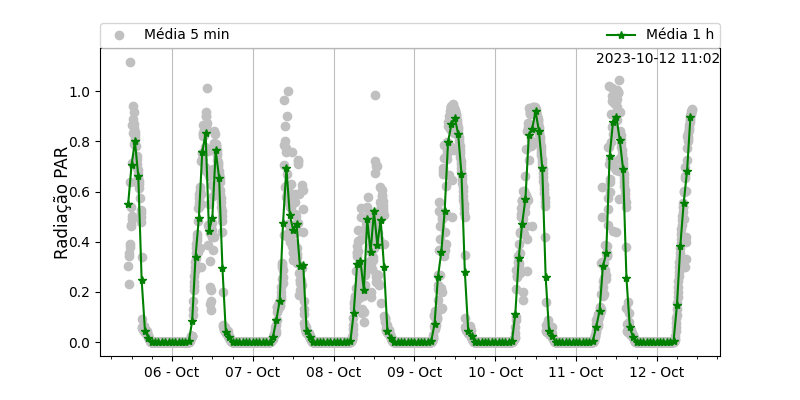 Média 5 min
Média 1 h
2023-10-12 11:02
Radiação PAR
1.0
0.8
0.6
0.4
0.2
0.0
06 - Oct
07 - Oct
08 - Oct
09 - Oct
10 - Oct
11 - Oct
12 - Oct